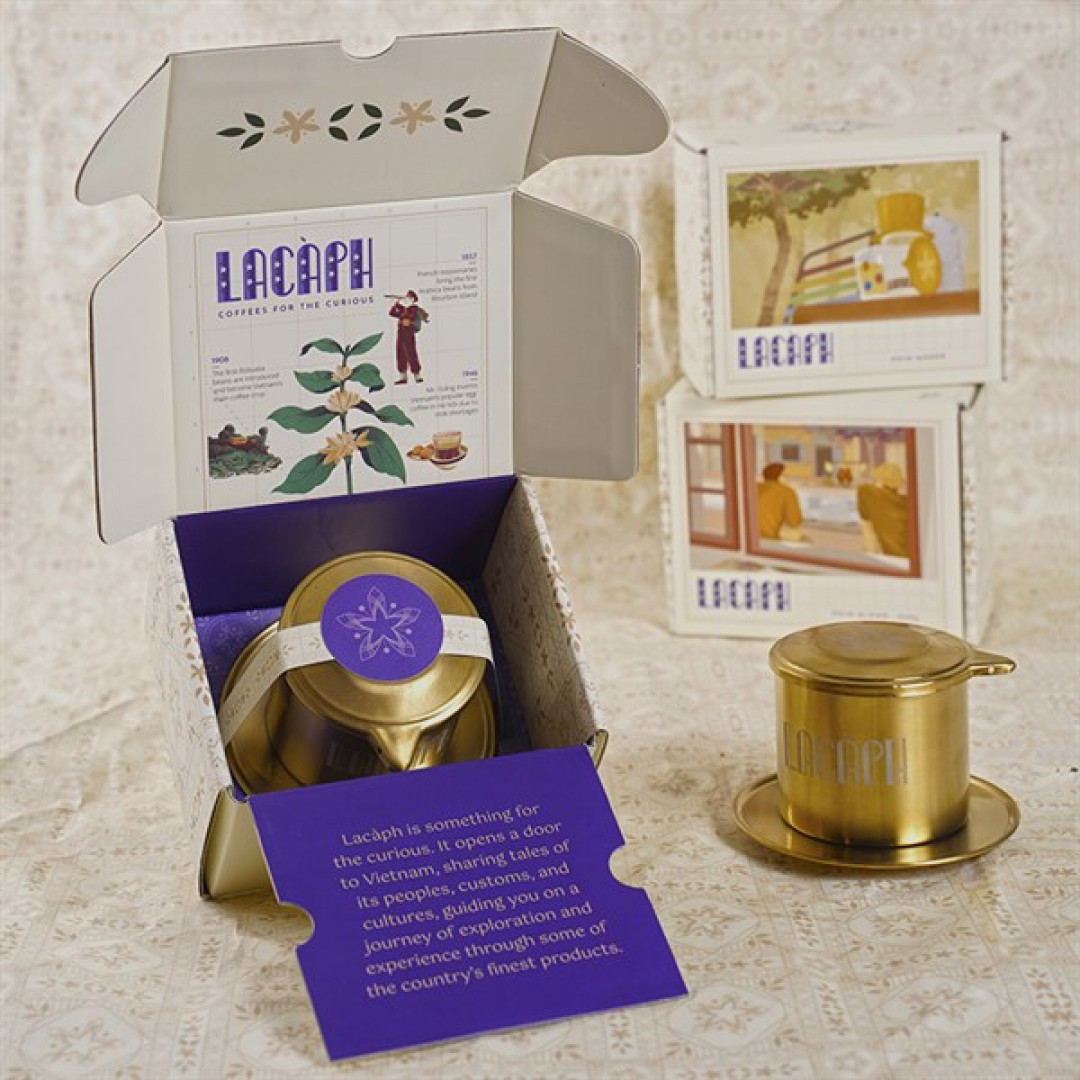 LACÀPH
COFFEES FOR THE CURIOUS
1857
French missionaries
bring the first
Arabica beans from
Bourbon Island
1908
The first Robusta
beans are introduced
and become Vietnam's
main coffee crop
1946
Mr. Giảng invents
Vietnam's popular egg
coffee in Hà Nội due to
milk shortages
Lacàph is something for
the curious. It opens a door
to Vietnam, sharing tales of
its peoples, customs, and
cultures, guiding you on a
journey of exploration and
experience through some of
the country's finest products.
LACÀPH
LACÀPH
LACAPH